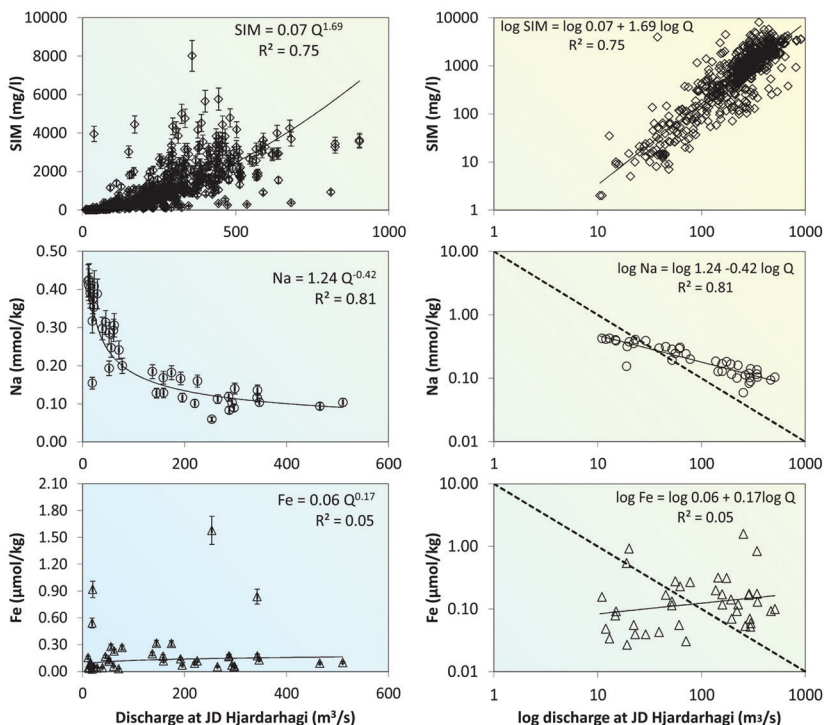 SIM = 0.07 Q^1.69
R² = 0.75
SIM (mg/l)
10000
8000
6000
4000
2000
0
0 500 1000
log SIM = log 0.07 + 1.69 log Q
R² = 0.75
SIM (mg/l)
10000
1000
100
10
1
1 10 100 1000
Na = 1.24 Q^-0.42
R² = 0.81
Na (mmol/kg)
0.50
0.40
0.30
0.20
0.10
0.00
0 200 400 600
log Na = log 1.24 -0.42 log Q
R² = 0.81
Na (mmol/kg)
10.00
1.00
0.10
0.01
1 10 100 1000
Fe = 0.06 Q^0.17
R² = 0.05
Fe (µmol/kg)
2.10
1.80
1.50
1.20
0.90
0.60
0.30
0.00
0 200 400 600
Discharge at JD Hjardarhagi (m³/s)
log Fe = log 0.06 + 0.17log Q
R² = 0.05
Fe (µmol/kg)
10.00
1.00
0.10
0.01
1 10 100 1000
log discharge at JD Hjardarhagi (m³/s)